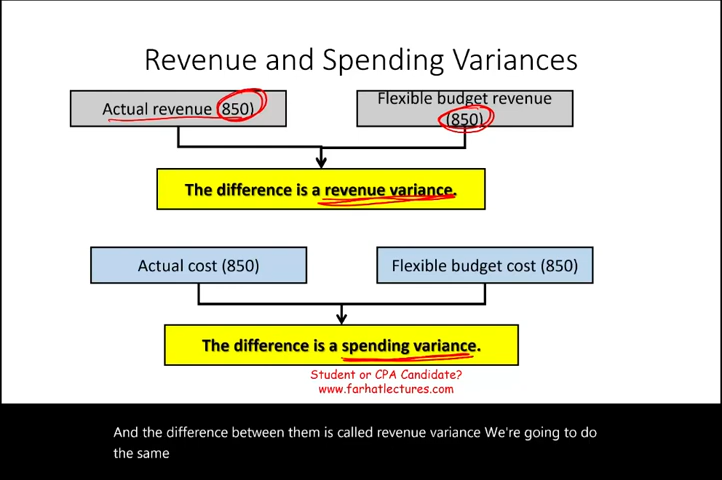 Revenue and Spending Variances
Actual revenue (850)
Flexible budget revenue
(850)
The difference is a revenue variance.
Actual cost (850)
Flexible budget cost (850)
The difference is a spending variance.
Student or CPA Candidate?
www.farhatlectures.com
And the difference between them is called revenue variance We're going to do
the same